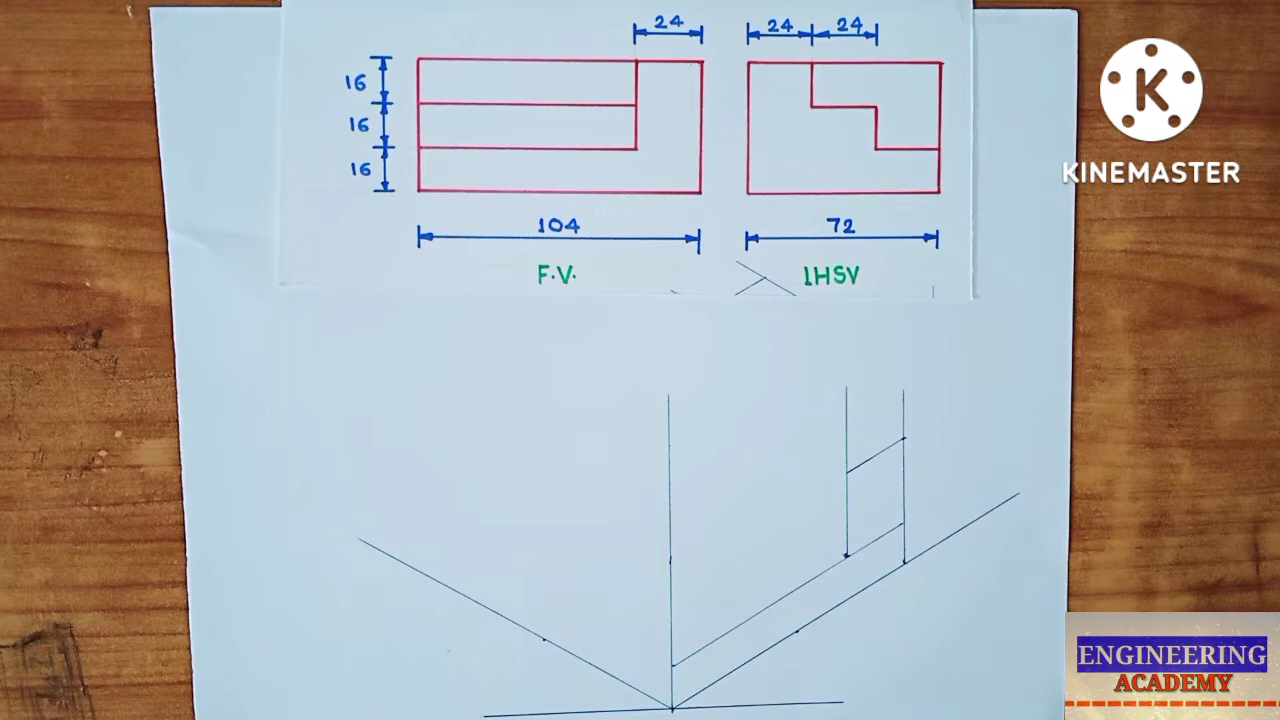 24
24 24
16
16
16
104
72
F.V.
LHSV
KINEMASTER
ENGINEERING
ACADEMY